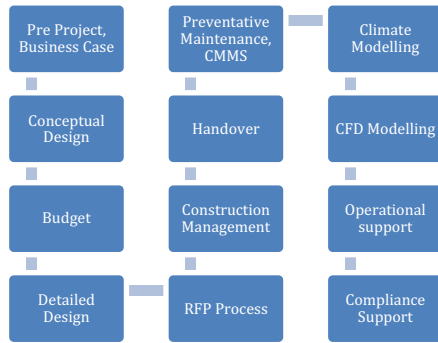 Pre Project,
Business Case
Conceptual
Design
Budget
Detailed
Design
RFP Process
Construction
Management
Handover
Preventative
Maintenance,
CMMS
Climate
Modelling
CFD Modelling
Operational
support
Compliance
Support